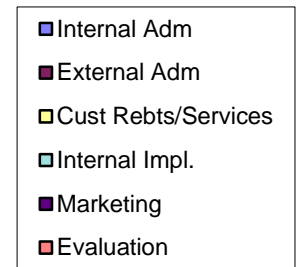 Internal Adm
External Adm
Cust Rebts/Services
Internal Impl.
Marketing
Evaluation